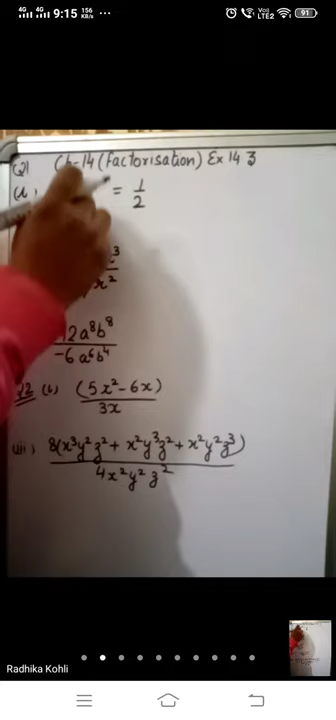 9:15 156 KB/s 4G 4G Vo) LTE2 91
Q1 Ch-14 (Factorisation) Ex 14 3
= 1/2
3
x²
12a⁸b⁸
-6a⁶b⁴
Q2 (i) (5x² - 6x)
3x
(iii) 8(x³y²z² + x²y³z² + x²y²z³)
4x²y²z²
Radhika Kohli